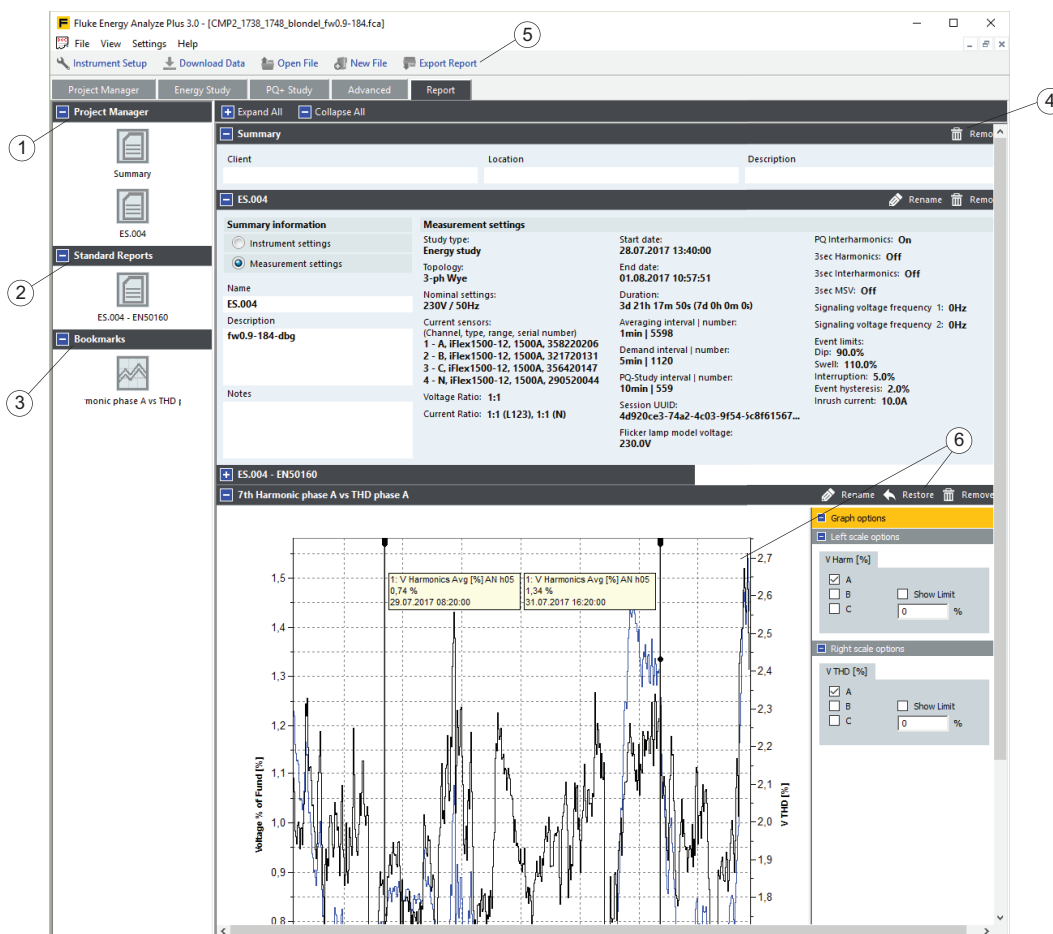 Fluke Energy Analyze Plus 3.0 - [CMP2_1738_1748_blondel_fw0.9-184.fca]
File View Settings Help
Instrument Setup Download Data Open File New File Export Report
5
Project Manager Energy Study PQ+ Study Advanced Report
Project Manager
Expand All Collapse All
1
Summary
Remo
4
Client Location Description
Summary
ES.004
Rename Remo
ES.004
Standard Reports
2
ES.004 - EN50160
Bookmarks
3
monic phase A vs THD p
Summary information
Instrument settings
Measurement settings
Name
ES.004
Description
fw0.9-184-dbg
Notes
Measurement settings
Study type:
Energy study
Topology:
3-ph Wye
Nominal settings:
230V / 50Hz
Current sensors:
(Channel, type, range, serial number)
1 - A, iFlex1500-12, 1500A, 358220206
2 - B, iFlex1500-12, 1500A, 321720131
3 - C, iFlex1500-12, 1500A, 356420147
4 - N, iFlex1500-12, 1500A, 290520044
Voltage Ratio: 1:1
Current Ratio: 1:1 (L123), 1:1 (N)
Start date:
28.07.2017 13:40:00
End date:
01.08.2017 10:57:51
Duration:
3d 21h 17m 50s (7d 0h 0m 0s)
Averaging interval | number:
1min | 5598
Demand interval | number:
5min | 1120
PQ-Study interval | number:
10min | 559
Session UUID:
4d920ce3-74a2-4c03-9f54-5c8f61567...
Flicker lamp model voltage:
230.0V
PQ Interharmonics: On
3sec Harmonics: Off
3sec Interharmonics: Off
3sec MSV: Off
Signaling voltage frequency 1: 0Hz
Signaling voltage frequency 2: 0Hz
Event limits:
Dip: 90.0%
Swell: 110.0%
Interruption: 5.0%
Event hysteresis: 2.0%
Inrush current: 10.0A
6
ES.004 - EN50160
7th Harmonic phase A vs THD phase A
Rename Restore Remove
1: V Harmonics Avg [%] AN h05
0,74 %
29.07.2017 08:20:00
1: V Harmonics Avg [%] AN h05
1,34 %
31.07.2017 16:20:00
Voltage % of Fund [%]
1,5
1,4
1,3
1,2
1,1
1,0
0,9
0,8
2,7
2,6
2,5
2,4
2,3
2,2
2,1
2,0
1,9
1,8
V THD [%]
Graph options
Left scale options
V Harm [%]
A
B Show Limit
C 0 %
Right scale options
V THD [%]
A
B Show Limit
C 0 %